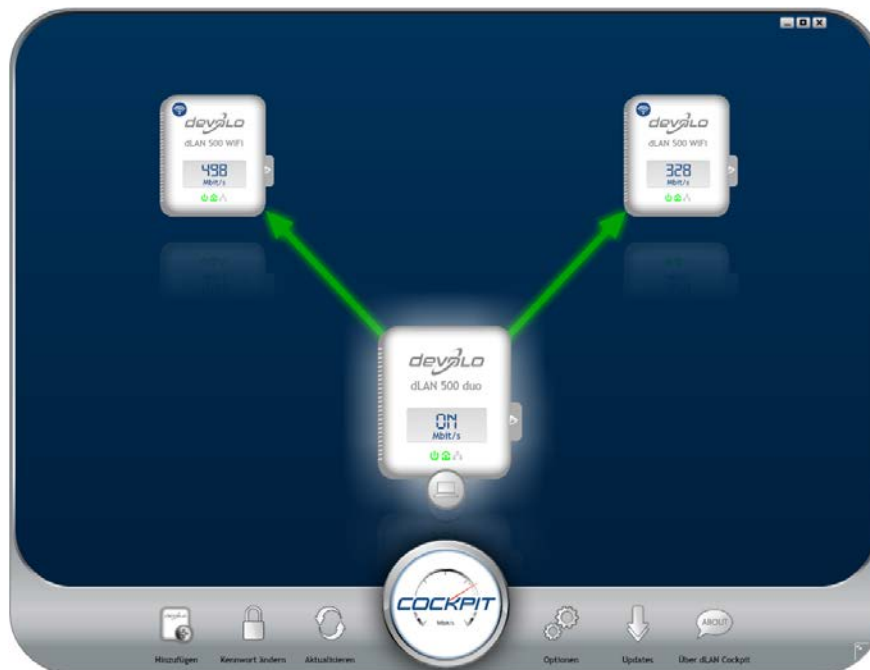 devolo
dLAN 500 WiFi
498
Mbit/s
devolo
dLAN 500 WiFi
328
Mbit/s
devolo
dLAN 500 duo
ON
Mbit/s
COCKPIT
Hinzufügen
Kennwort ändern
Aktualisieren
Optionen
Updates
ABOUT
Über dLAN Cockpit